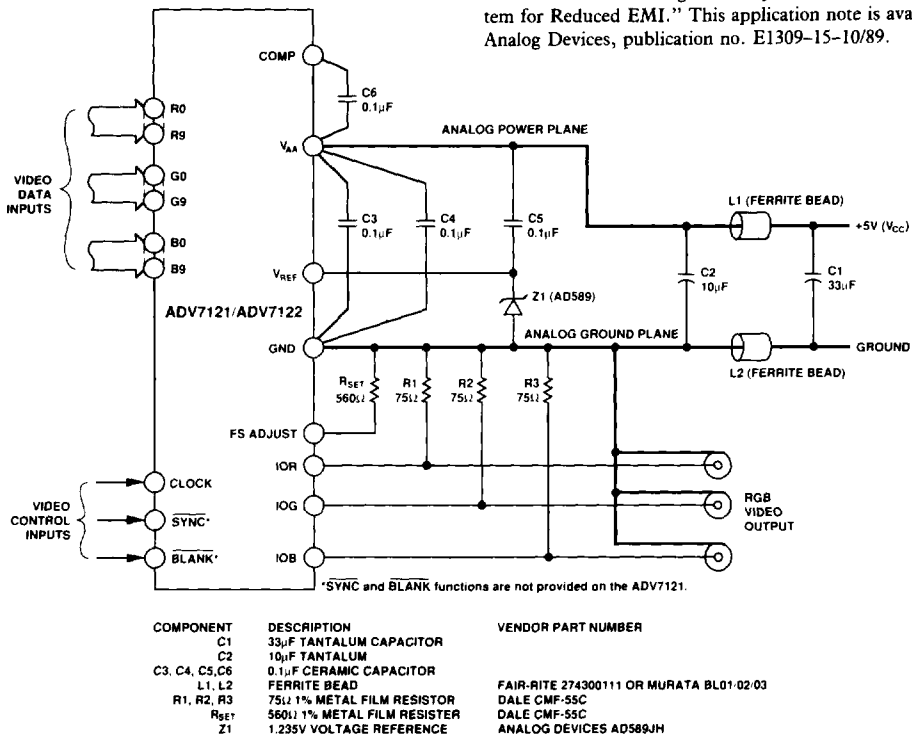 tem for Reduced EMI." This application note is ava
Analog Devices, publication no. E1309–15–10/89.
COMP
C6
0.1µF
ANALOG POWER PLANE
VAA
R0
R9
G0
G9
B0
B9
VIDEO
DATA
INPUTS
C3
0.1µF
C4
0.1µF
C5
0.1µF
L1 (FERRITE BEAD)
+5V (VCC)
C2
10µF
C1
33µF
VREF
Z1 (AD589)
ADV7121/ADV7122
ANALOG GROUND PLANE
GND
GROUND
L2 (FERRITE BEAD)
RSET
560Ω
R1
75Ω
R2
75Ω
R3
75Ω
FS ADJUST
IOR
IOG
IOB
RGB
VIDEO
OUTPUT
VIDEO
CONTROL
INPUTS
CLOCK
SYNC*
BLANK*
*SYNC and BLANK functions are not provided on the ADV7121.
COMPONENT DESCRIPTION VENDOR PART NUMBER
C1 33µF TANTALUM CAPACITOR
C2 10µF TANTALUM
C3, C4, C5,C6 0.1µF CERAMIC CAPACITOR
L1, L2 FERRITE BEAD FAIR-RITE 274300111 OR MURATA BL01/02/03
R1, R2, R3 75Ω 1% METAL FILM RESISTOR DALE CMF-55C
RSET 560Ω 1% METAL FILM RESISTER DALE CMF-55C
Z1 1.235V VOLTAGE REFERENCE ANALOG DEVICES AD589JH